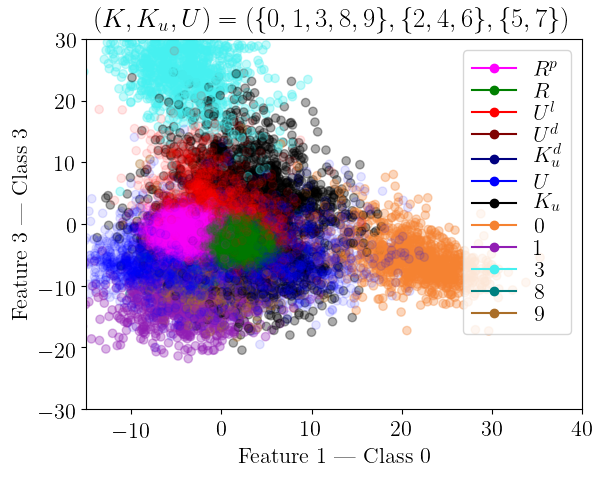 (K, K_u, U) = ({0, 1, 3, 8, 9}, {2, 4, 6}, {5, 7})
30
20
10
0
−10
−20
−30
Feature 3 — Class 3
R^p
R
U^l
U^d
K_u^d
U
K_u
0
1
3
8
9
−10 0 10 20 30 40
Feature 1 — Class 0